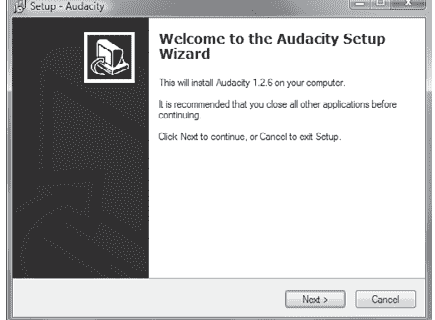 Setup - Audacity
Welcome to the Audacity Setup
Wizard
This will install Audacity 1.2.6 on your computer.
It is recommended that you close all other applications before
continuing
Click Next to continue, or Cancel to exit Setup.
Next >
Cancel